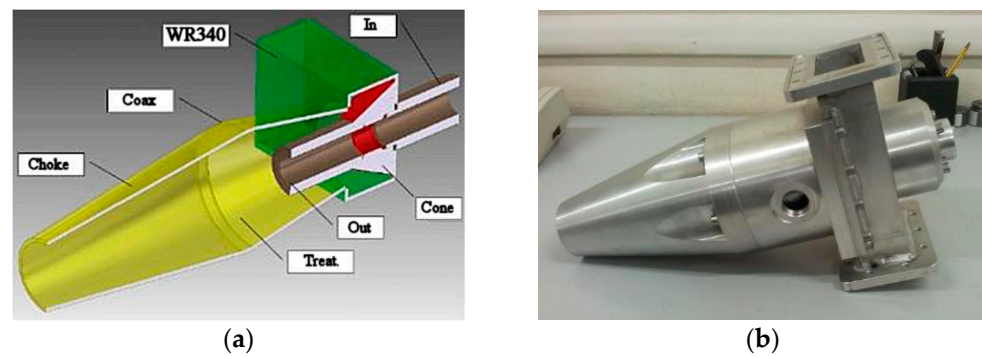 In
WR340
Coax
Choke
Cone
Out
Treat.
(a)
(b)